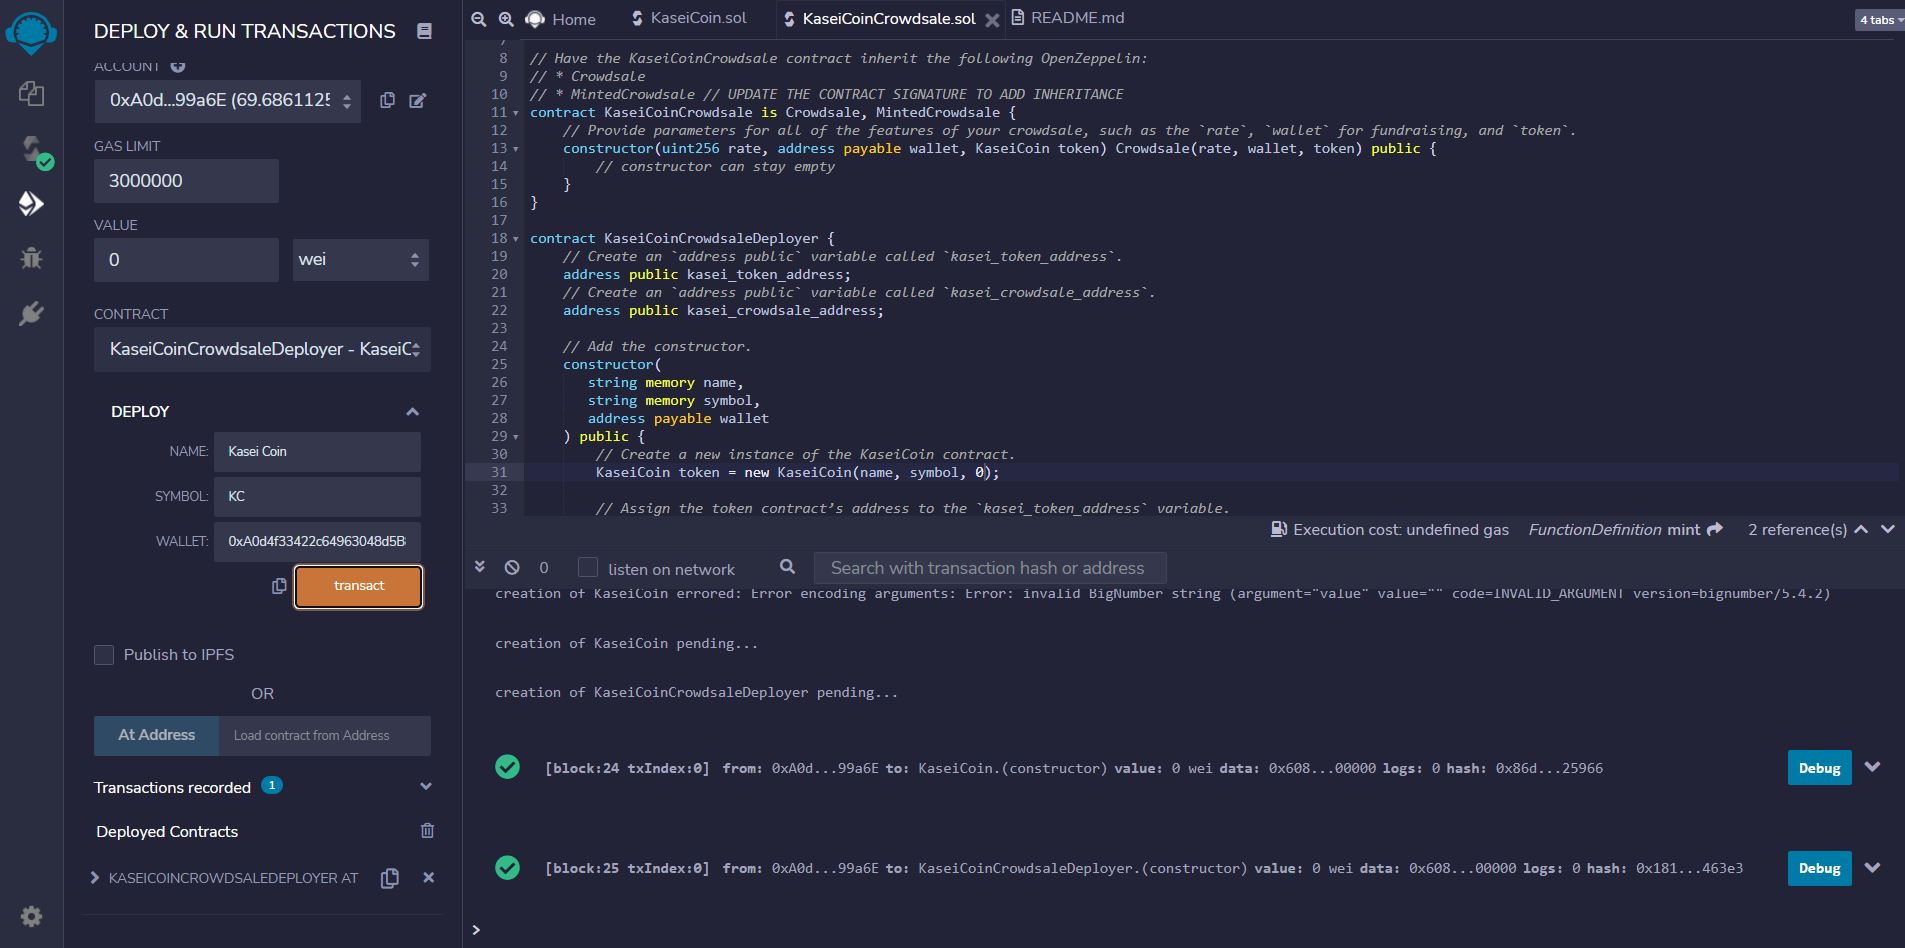 DEPLOY & RUN TRANSACTIONS
ACCOUNT
0xA0d...99a6E (69.6861125
GAS LIMIT
3000000
VALUE
0
wei
CONTRACT
KaseiCoinCrowdsaleDeployer - KaseiC
DEPLOY
NAME: Kasei Coin
SYMBOL: KC
WALLET: 0xA0d4f33422c64963048d5B
transact
Publish to IPFS
OR
At Address Load contract from Address
Transactions recorded 1
Deployed Contracts
KASEICOINCROWDSALEDEPLOYER AT
Home KaseiCoin.sol KaseiCoinCrowdsale.sol README.md 4 tabs
7
8 // Have the KaseiCoinCrowdsale contract inherit the following OpenZeppelin:
9 // * Crowdsale
10 // * MintedCrowdsale // UPDATE THE CONTRACT SIGNATURE TO ADD INHERITANCE
11 contract KaseiCoinCrowdsale is Crowdsale, MintedCrowdsale {
12 // Provide parameters for all of the features of your crowdsale, such as the `rate`, `wallet` for fundraising, and `token`.
13 constructor(uint256 rate, address payable wallet, KaseiCoin token) Crowdsale(rate, wallet, token) public {
14 // constructor can stay empty
15 }
16 }
17
18 contract KaseiCoinCrowdsaleDeployer {
19 // Create an `address public` variable called `kasei_token_address`.
20 address public kasei_token_address;
21 // Create an `address public` variable called `kasei_crowdsale_address`.
22 address public kasei_crowdsale_address;
23
24 // Add the constructor.
25 constructor(
26 string memory name,
27 string memory symbol,
28 address payable wallet
29 ) public {
30 // Create a new instance of the KaseiCoin contract.
31 KaseiCoin token = new KaseiCoin(name, symbol, 0);
32
33 // Assign the token contract’s address to the `kasei_token_address` variable.
Execution cost: undefined gas FunctionDefinition mint 2 reference(s)
0 listen on network Search with transaction hash or address
creation of KaseiCoin errored: Error encoding arguments: Error: invalid BigNumber string (argument="value" value="" code=INVALID_ARGUMENT version=bignumber/5.4.2)
creation of KaseiCoin pending...
creation of KaseiCoinCrowdsaleDeployer pending...
[block:24 txIndex:0] from: 0xA0d...99a6E to: KaseiCoin.(constructor) value: 0 wei data: 0x608...00000 logs: 0 hash: 0x86d...25966 Debug
[block:25 txIndex:0] from: 0xA0d...99a6E to: KaseiCoinCrowdsaleDeployer.(constructor) value: 0 wei data: 0x608...00000 logs: 0 hash: 0x181...463e3 Debug
>